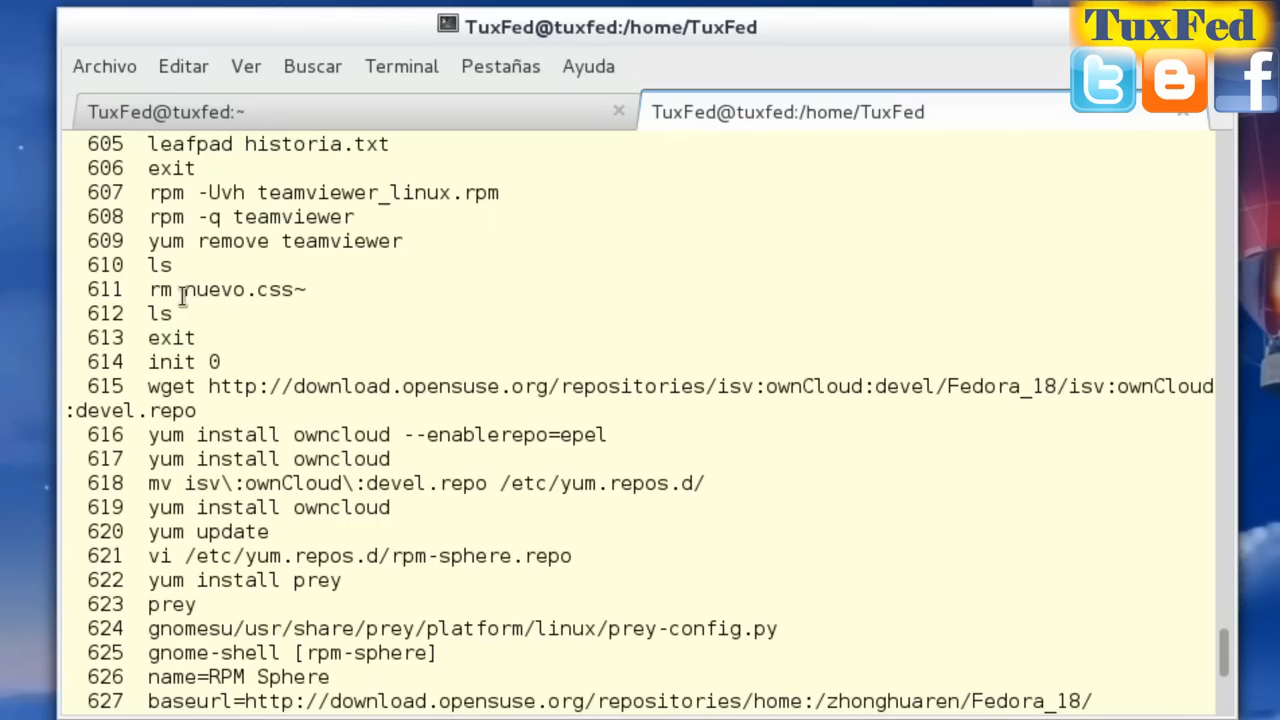 TuxFed@tuxfed:/home/TuxFed
TuxFed
Archivo Editar Ver Buscar Terminal Pestañas Ayuda
TuxFed@tuxfed:~ TuxFed@tuxfed:/home/TuxFed
605 leafpad historia.txt
606 exit
607 rpm -Uvh teamviewer_linux.rpm
608 rpm -q teamviewer
609 yum remove teamviewer
610 ls
611 rm nuevo.css~
612 ls
613 exit
614 init 0
615 wget http://download.opensuse.org/repositories/isv:ownCloud:devel/Fedora_18/isv:ownCloud
:devel.repo
616 yum install owncloud --enablerepo=epel
617 yum install owncloud
618 mv isv\:ownCloud\:devel.repo /etc/yum.repos.d/
619 yum install owncloud
620 yum update
621 vi /etc/yum.repos.d/rpm-sphere.repo
622 yum install prey
623 prey
624 gnomesu/usr/share/prey/platform/linux/prey-config.py
625 gnome-shell [rpm-sphere]
626 name=RPM Sphere
627 baseurl=http://download.opensuse.org/repositories/home:/zhonghuaren/Fedora_18/